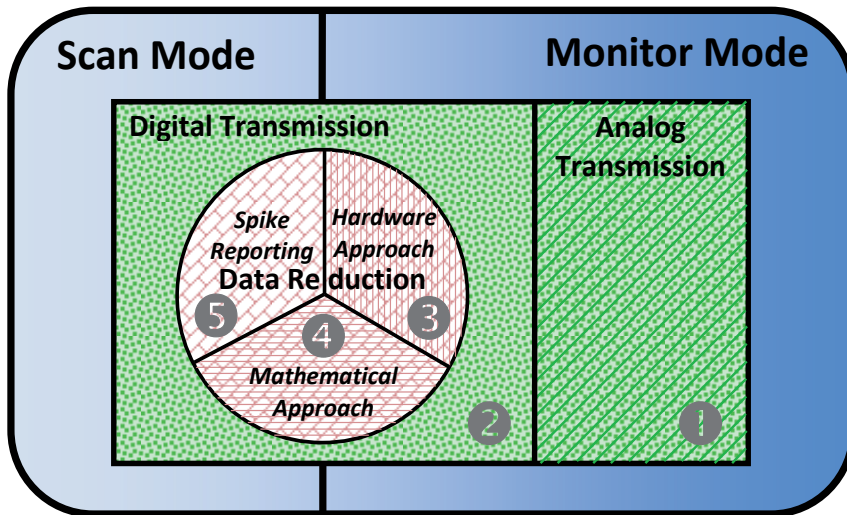 Scan Mode
Monitor Mode
Digital Transmission
Analog
Transmission
Spike
Reporting
Hardware
Approach
Data Reduction
5
4
3
Mathematical
Approach
2
1